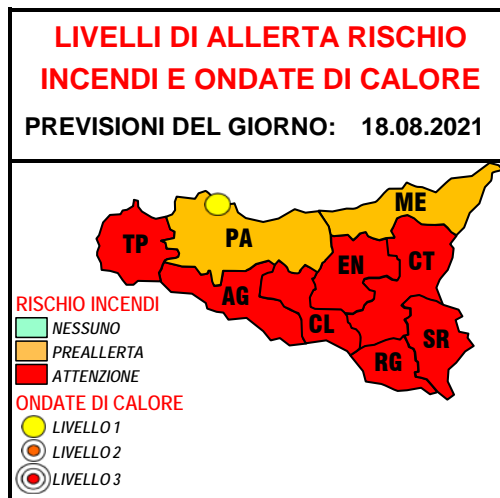 LIVELLI DI ALLERTA RISCHIO
INCENDI E ONDATE DI CALORE
PREVISIONI DEL GIORNO: 18.08.2021
ME
TP
PA
EN
CT
AG
CL
SR
RG
RISCHIO INCENDI
NESSUNO
PREALLERTA
ATTENZIONE
ONDATE DI CALORE
LIVELLO 1
LIVELLO 2
LIVELLO 3